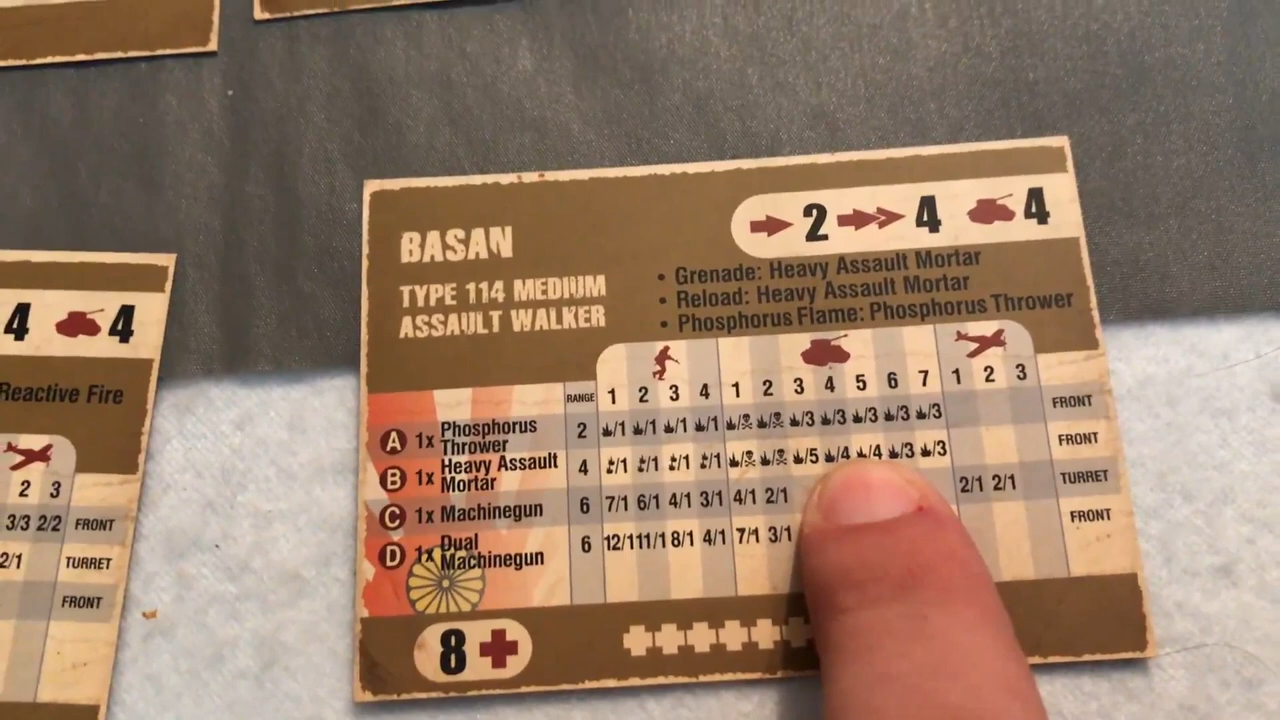 4 4
Reactive Fire
2 3
3/3 2/2 FRONT
2/1 TURRET
FRONT
BASAN
2 4 4
TYPE 114 MEDIUM
ASSAULT WALKER
• Grenade: Heavy Assault Mortar
• Reload: Heavy Assault Mortar
• Phosphorus Flame: Phosphorus Thrower
RANGE 1 2 3 4 1 2 3 4 5 6 7 1 2 3
A 1x Phosphorus Thrower 2 /1 /1 /1 /1 / / /3 /3 /3 /3 /3 FRONT
B 1x Heavy Assault Mortar 4 /1 /1 /1 /1 / / /5 /4 /4 /3 /3 FRONT
C 1x Machinegun 6 7/1 6/1 4/1 3/1 4/1 2/1 2/1 2/1 TURRET
D 1x Dual Machinegun 6 12/1 11/1 8/1 4/1 7/1 3/1 FRONT
8